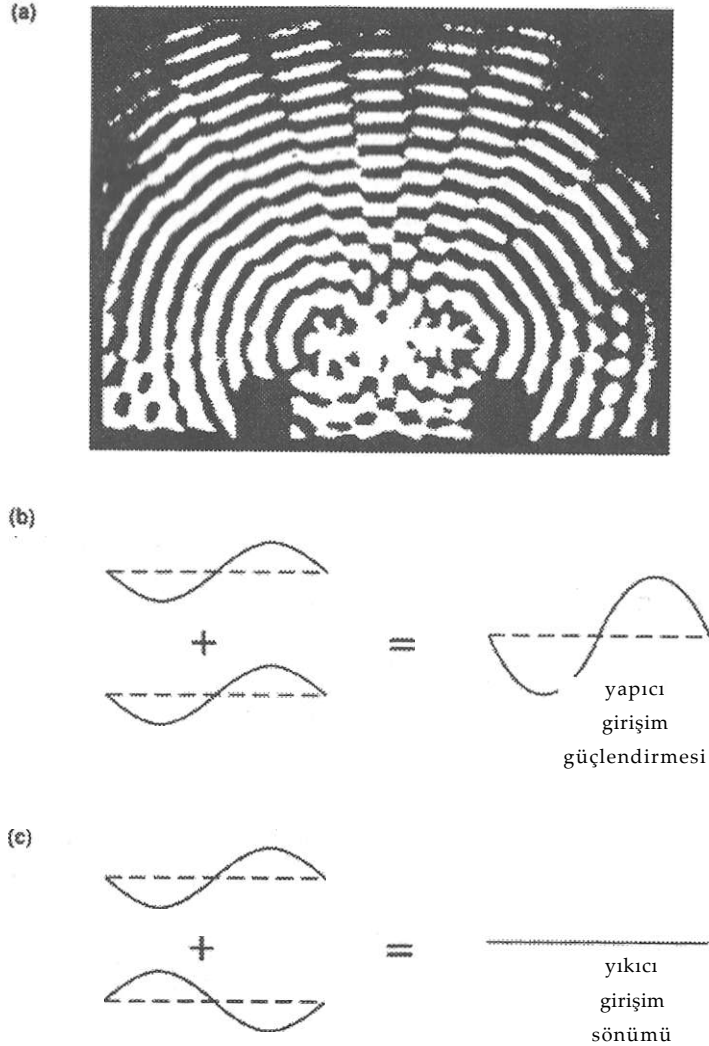 (a)
(b)
+
=
yapıcı
girişim
güçlendirmesi
(c)
+
=
yıkıcı
girişim
sönümü